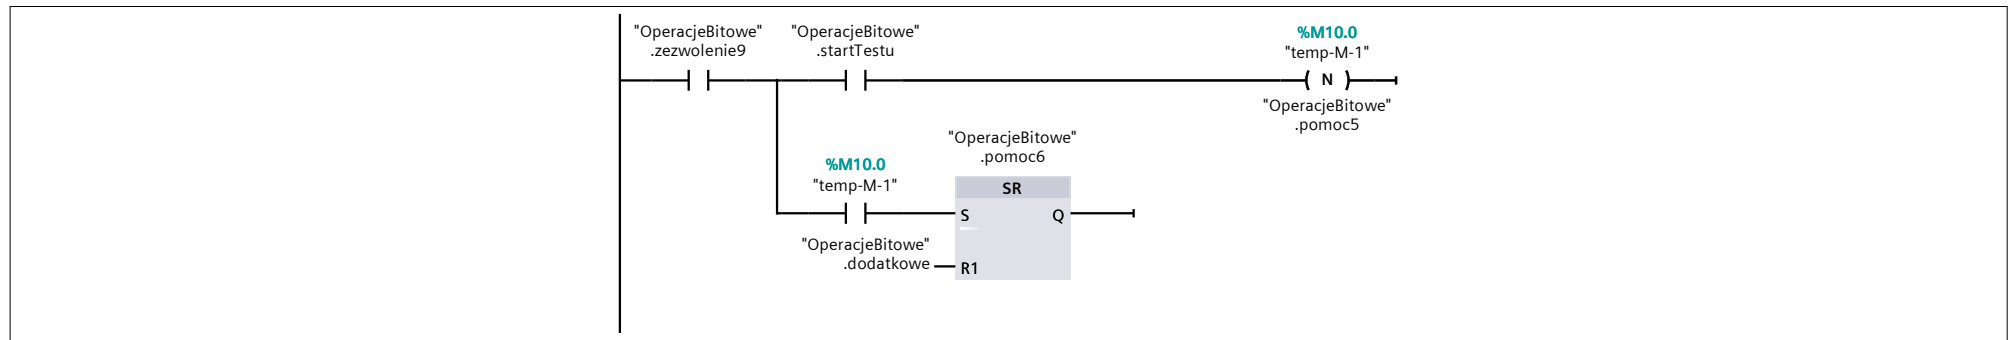 "OperacjeBitowe"
.zezwolenie9
"OperacjeBitowe"
.startTestu
%M10.0
"temp-M-1"
N
"OperacjeBitowe"
.pomoc5
"OperacjeBitowe"
.pomoc6
%M10.0
"temp-M-1"
SR
S
Q
"OperacjeBitowe"
.dodatkowe
R1